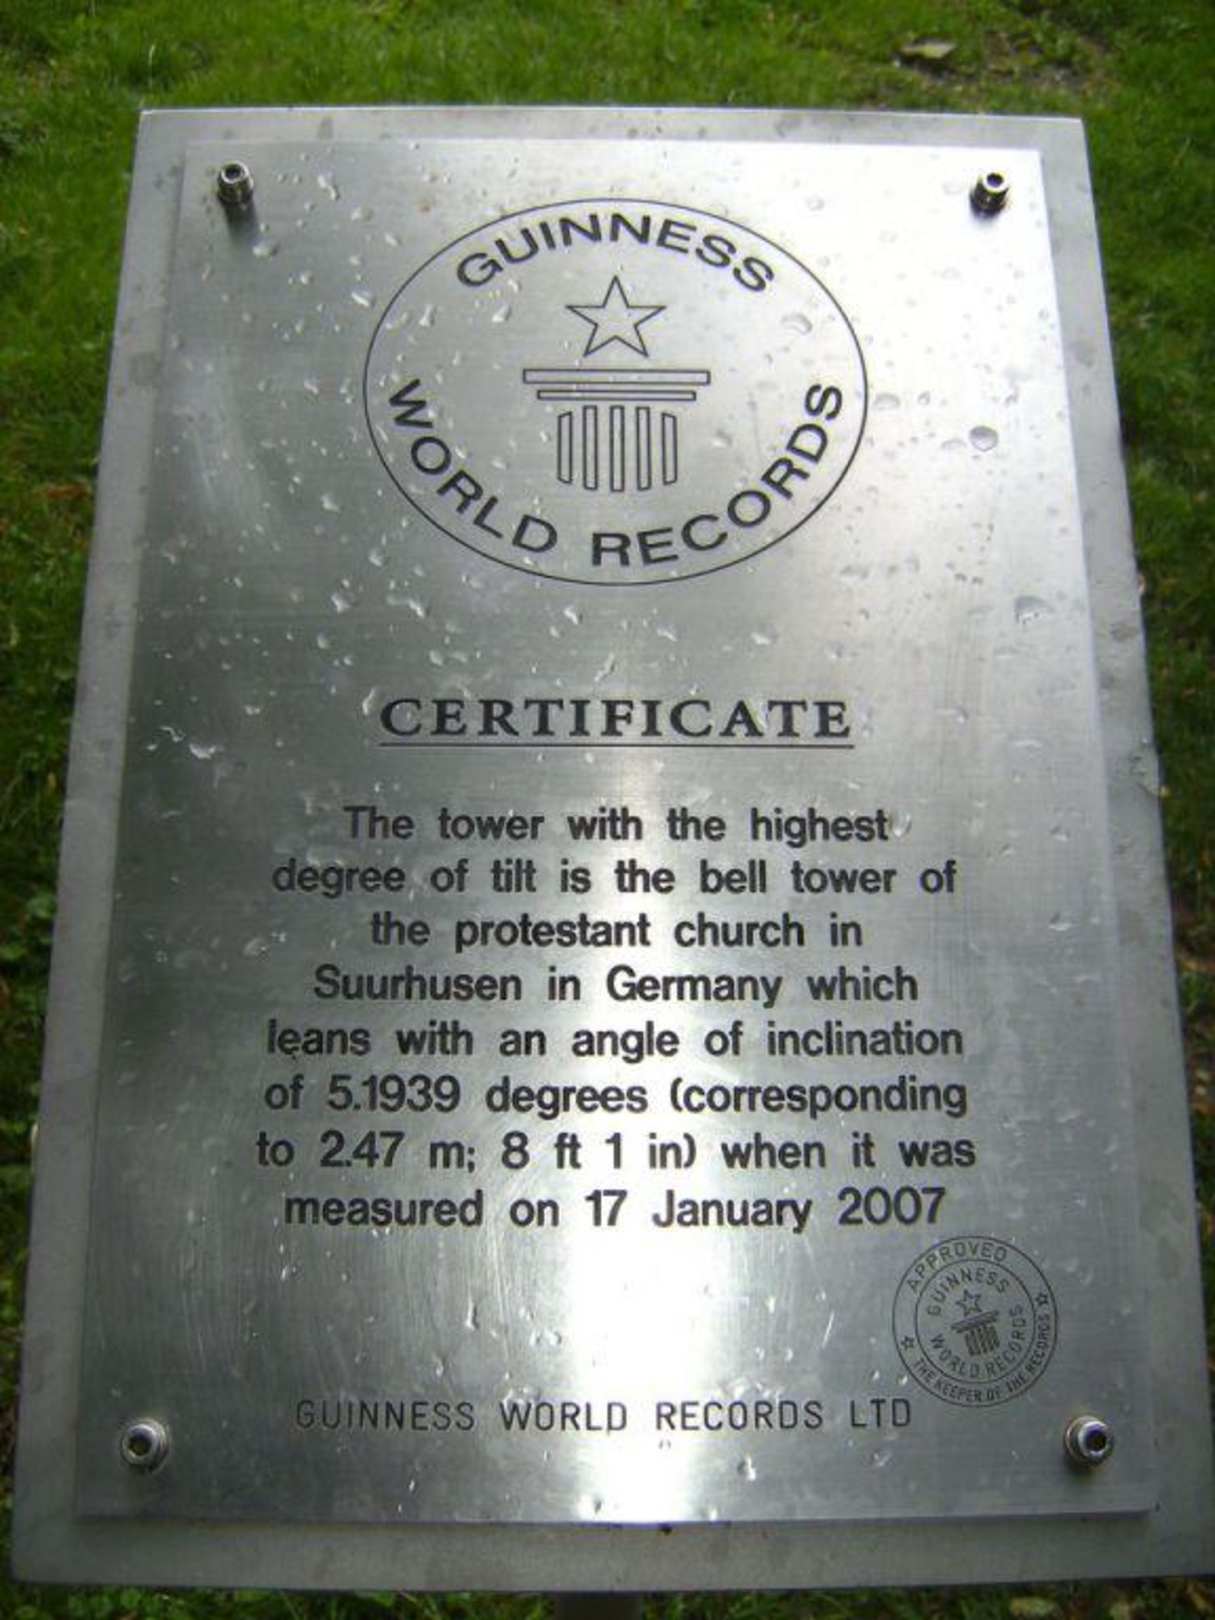 GUINNESS
WORLD RECORDS
CERTIFICATE
The tower with the highest
degree of tilt is the bell tower of
the protestant church in
Suurhusen in Germany which
leans with an angle of inclination
of 5.1939 degrees (corresponding
to 2.47 m; 8 ft 1 in) when it was
measured on 17 January 2007
APPROVED
GUINNESS
WORLD RECORDS
THE KEEPER OF THE RECORDS
GUINNESS WORLD RECORDS LTD